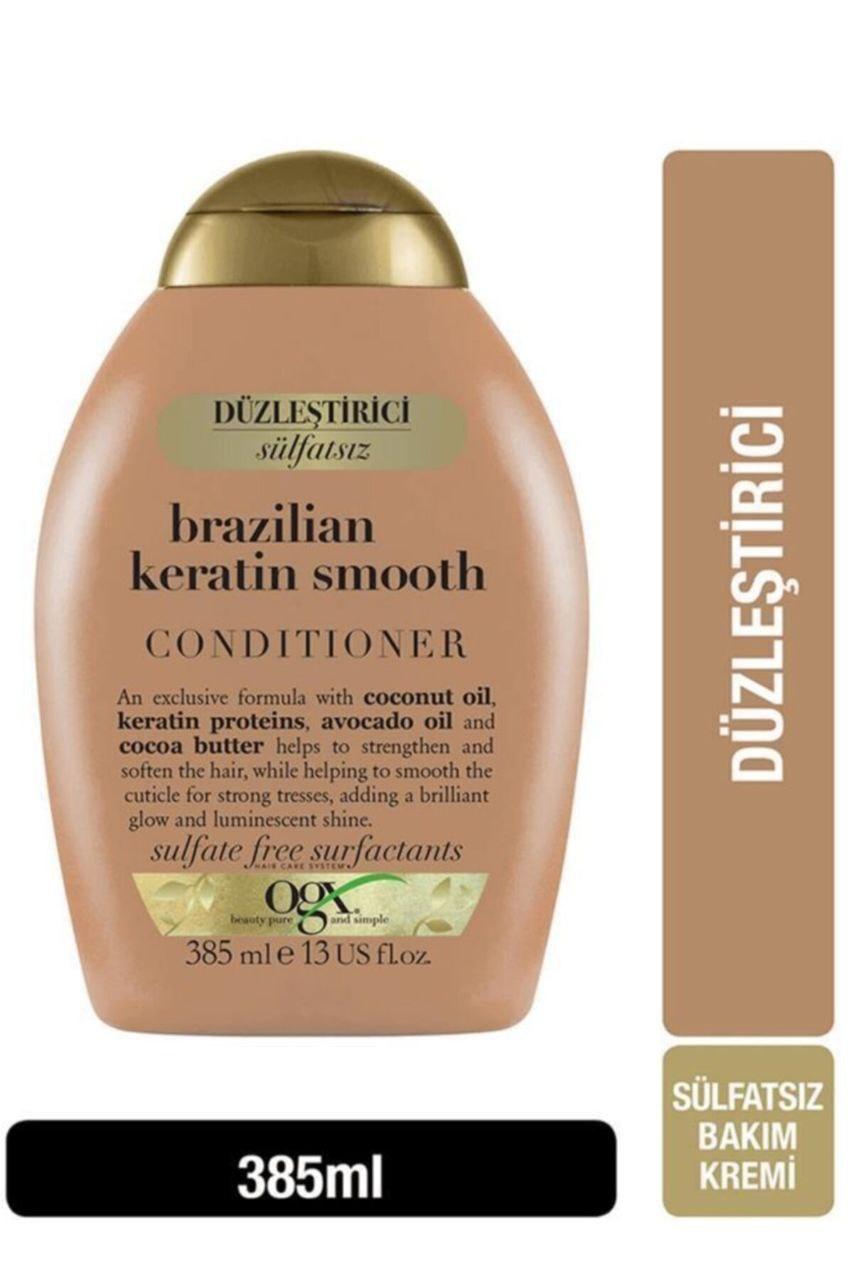 DÜZLEŞTİRİCİ
sülfatsız
brazilian
keratin smooth
CONDITIONER
An exclusive formula with coconut oil,
keratin proteins, avocado oil and
cocoa butter helps to strengthen and
soften the hair, while helping to smooth the
cuticle for strong tresses, adding a brilliant
glow and luminescent shine.
sulfate free surfactants
HAIR CARE SYSTEM
ogx®
beauty pure and simple
385 ml e 13 US fl.oz.
DÜZLEŞTİRİCİ
SÜLFATSIZ
BAKIM
KREMİ
385ml